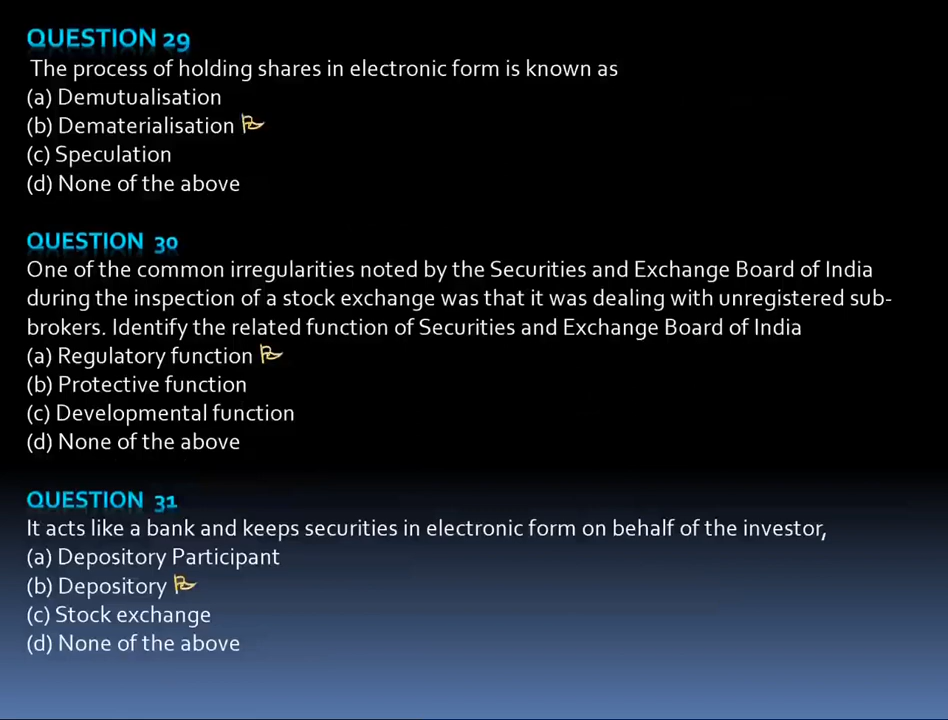 QUESTION 29
The process of holding shares in electronic form is known as
(a) Demutualisation
(b) Dematerialisation
(c) Speculation
(d) None of the above
QUESTION 30
One of the common irregularities noted by the Securities and Exchange Board of India
during the inspection of a stock exchange was that it was dealing with unregistered sub-
brokers. Identify the related function of Securities and Exchange Board of India
(a) Regulatory function
(b) Protective function
(c) Developmental function
(d) None of the above
QUESTION 31
It acts like a bank and keeps securities in electronic form on behalf of the investor,
(a) Depository Participant
(b) Depository
(c) Stock exchange
(d) None of the above